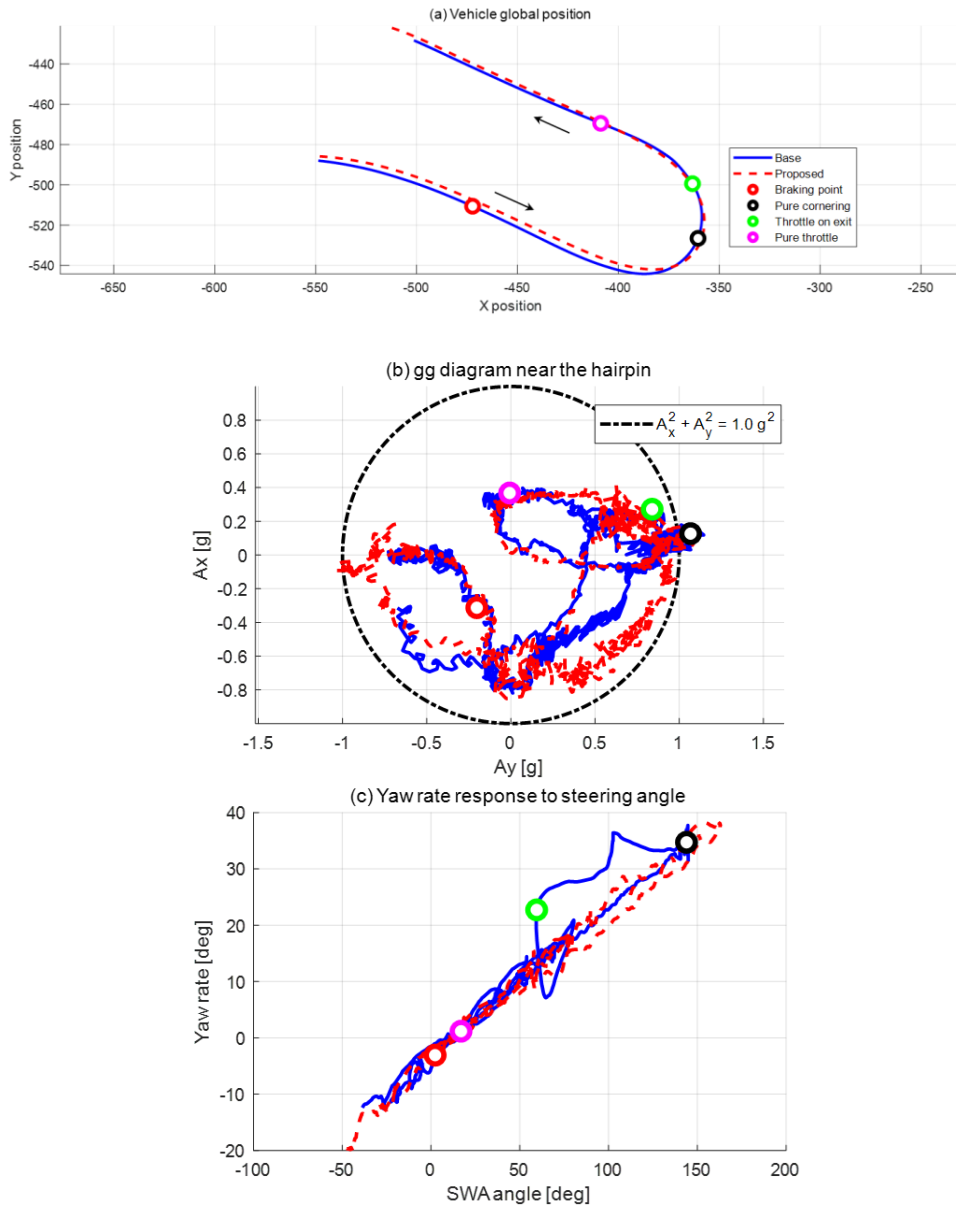 (a) Vehicle global position
Y position
-440
-460
-480
-500
-520
-540
-650
-600
-550
-500
-450
-400
-350
-300
-250
X position
Base
Proposed
Braking point
Pure cornering
Throttle on exit
Pure throttle
(b) gg diagram near the hairpin
Ax [g]
0.8
0.6
0.4
0.2
0
-0.2
-0.4
-0.6
-0.8
A_x^2 + A_y^2 = 1.0 g^2
-1.5
-1
-0.5
0
0.5
1
1.5
Ay [g]
(c) Yaw rate response to steering angle
Yaw rate [deg]
40
30
20
10
0
-10
-20
-100
-50
0
50
100
150
200
SWA angle [deg]